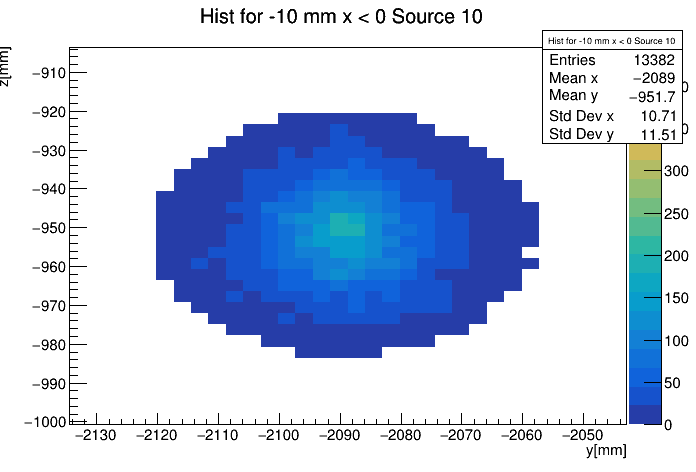 Hist for -10 mm x < 0 Source 10
z[mm]
Hist for -10 mm x < 0 Source 10
Entries 13382
Mean x −2089
Mean y −951.7
Std Dev x 10.71
Std Dev y 11.51
−910
−920
−930
−940
−950
−960
−970
−980
−990
−1000
300
250
200
150
100
50
0
−2130 −2120 −2110 −2100 −2090 −2080 −2070 −2060 −2050
y[mm]